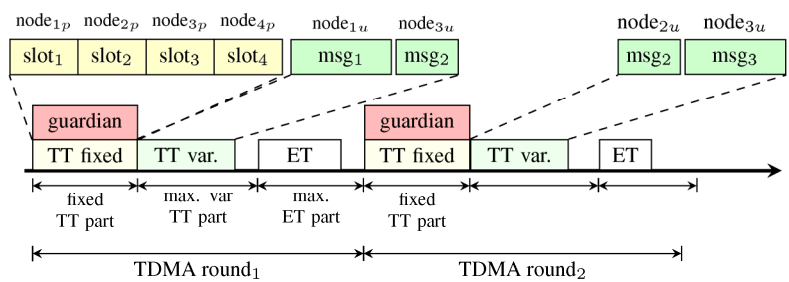 node1p node2p node3p node4p node1u node3u node2u node3u
slot1 slot2 slot3 slot4 msg1 msg2 msg2 msg3
guardian guardian
TT fixed TT var. ET TT fixed TT var. ET
fixed max. var max. fixed
TT part TT part ET part TT part
TDMA round1 TDMA round2